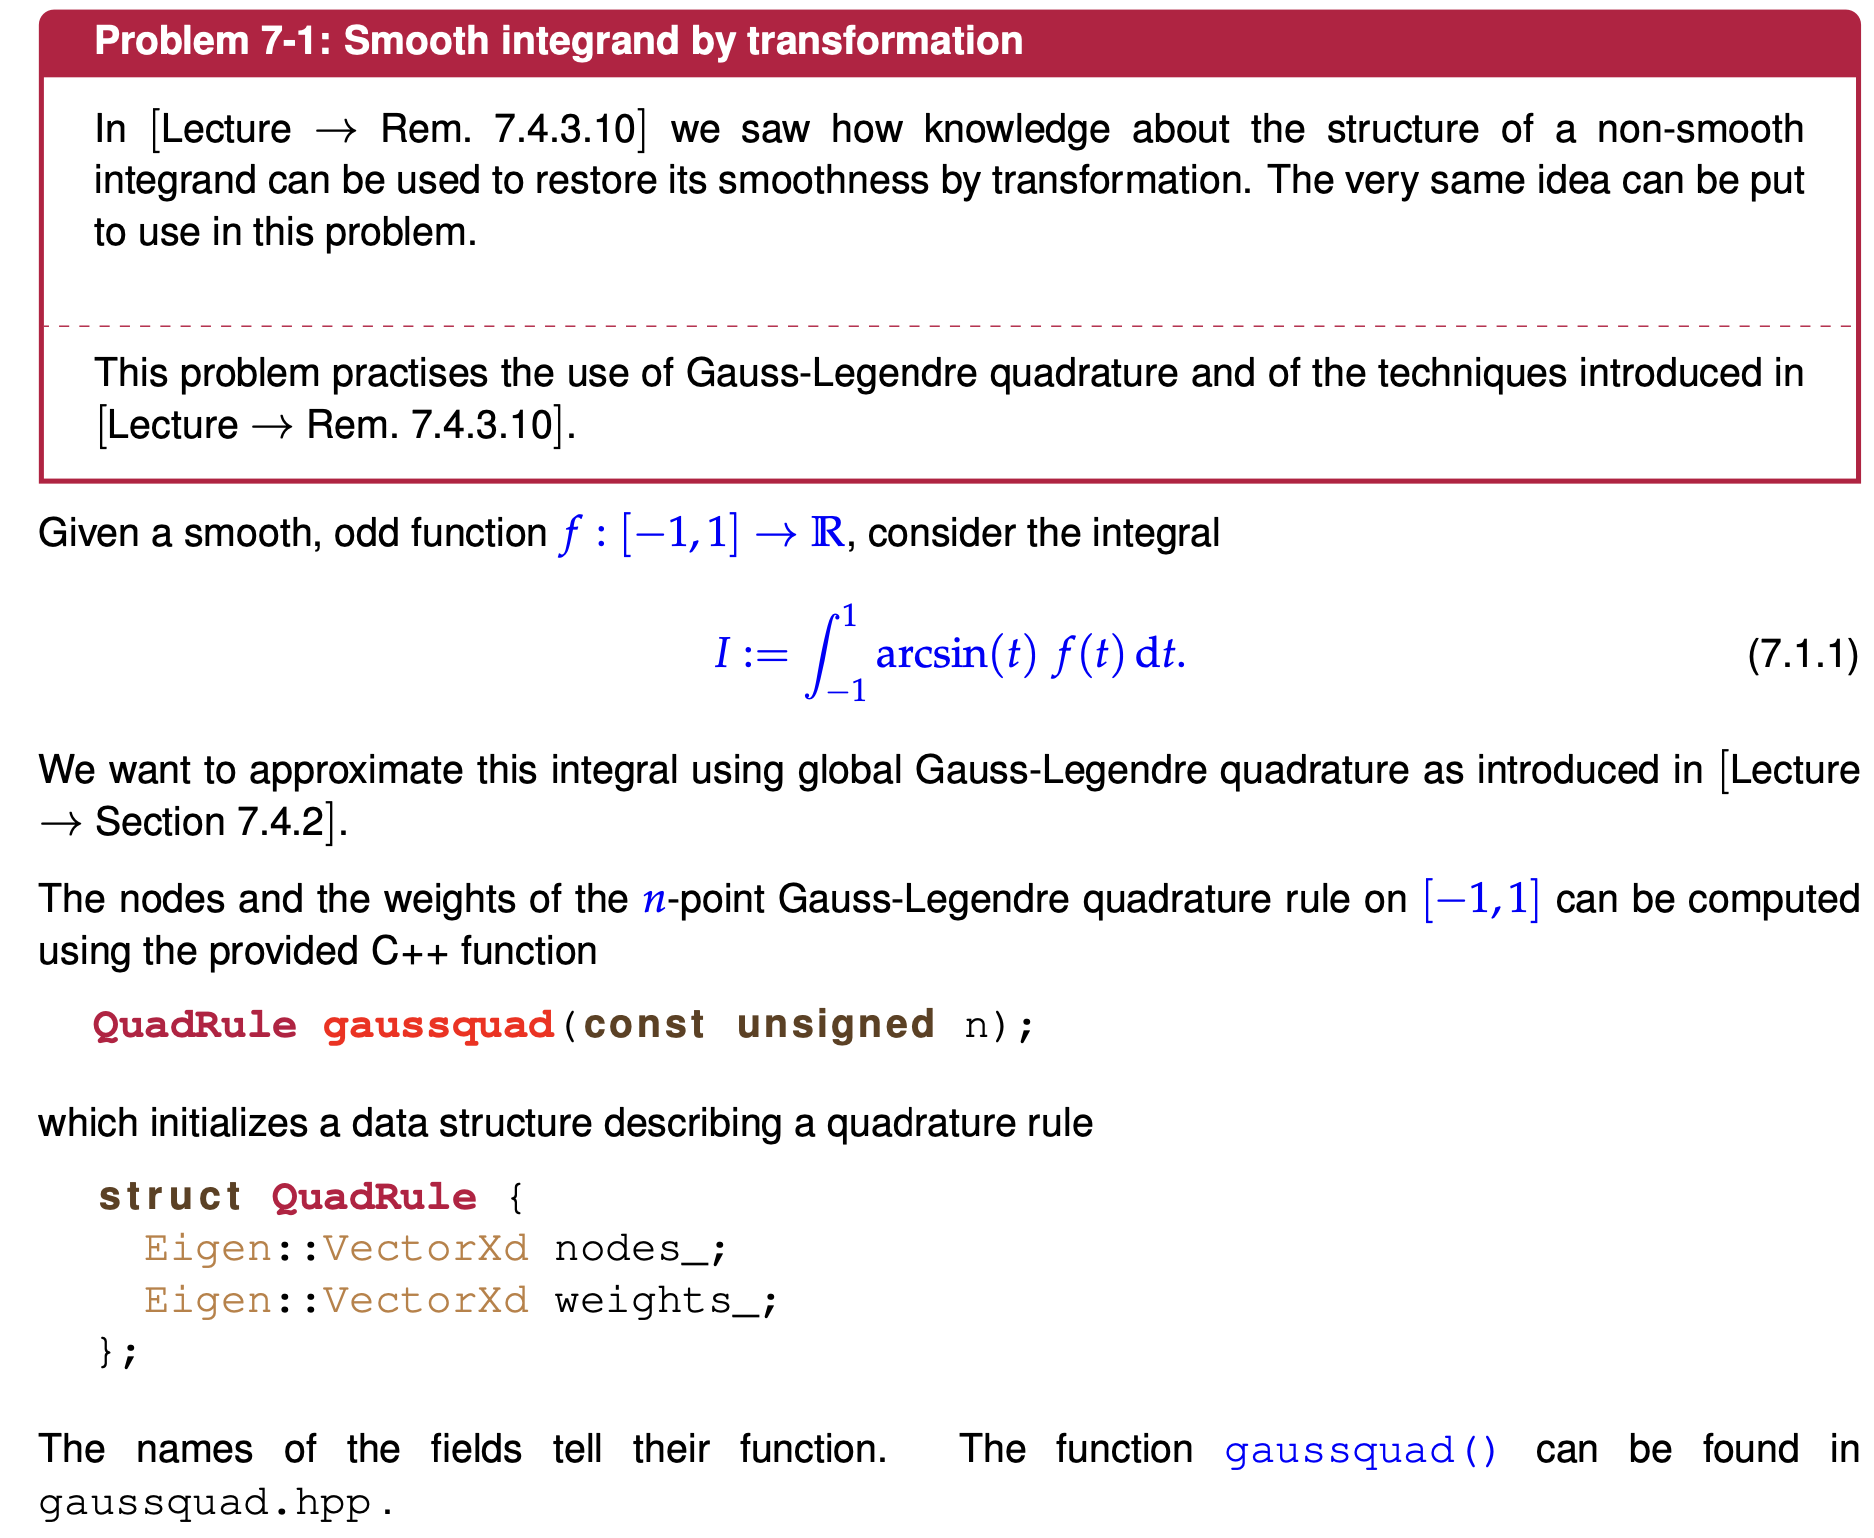 Problem 7-1: Smooth integrand by transformation
In [Lecture → Rem. 7.4.3.10] we saw how knowledge about the structure of a non-smooth
integrand can be used to restore its smoothness by transformation. The very same idea can be put
to use in this problem.
This problem practises the use of Gauss-Legendre quadrature and of the techniques introduced in
[Lecture → Rem. 7.4.3.10].
Given a smooth, odd function f : [−1, 1] → ℝ, consider the integral
I := ∫_{−1}^{1} arcsin(t) f(t) dt. (7.1.1)
We want to approximate this integral using global Gauss-Legendre quadrature as introduced in [Lecture
→ Section 7.4.2].
The nodes and the weights of the n-point Gauss-Legendre quadrature rule on [−1, 1] can be computed
using the provided C++ function
QuadRule gaussquad(const unsigned n);
which initializes a data structure describing a quadrature rule
struct QuadRule {
Eigen::VectorXd nodes_;
Eigen::VectorXd weights_;
};
The names of the fields tell their function. The function gaussquad() can be found in
gaussquad.hpp.